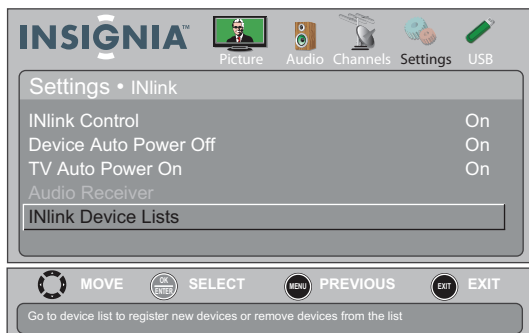 INSIGNIA™
Picture Audio Channels Settings USB
Settings • INlink
INlink Control On
Device Auto Power Off On
TV Auto Power On On
Audio Receiver
INlink Device Lists
MOVE OK ENTER SELECT MENU PREVIOUS EXIT EXIT
Go to device list to register new devices or remove devices from the list